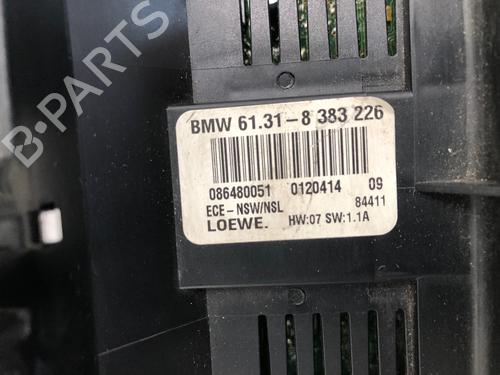 BMW 61.31-8 383 226
086480051 0120414 09
ECE-NSW/NSL 84411
LOEWE. HW:07 SW:1.1A